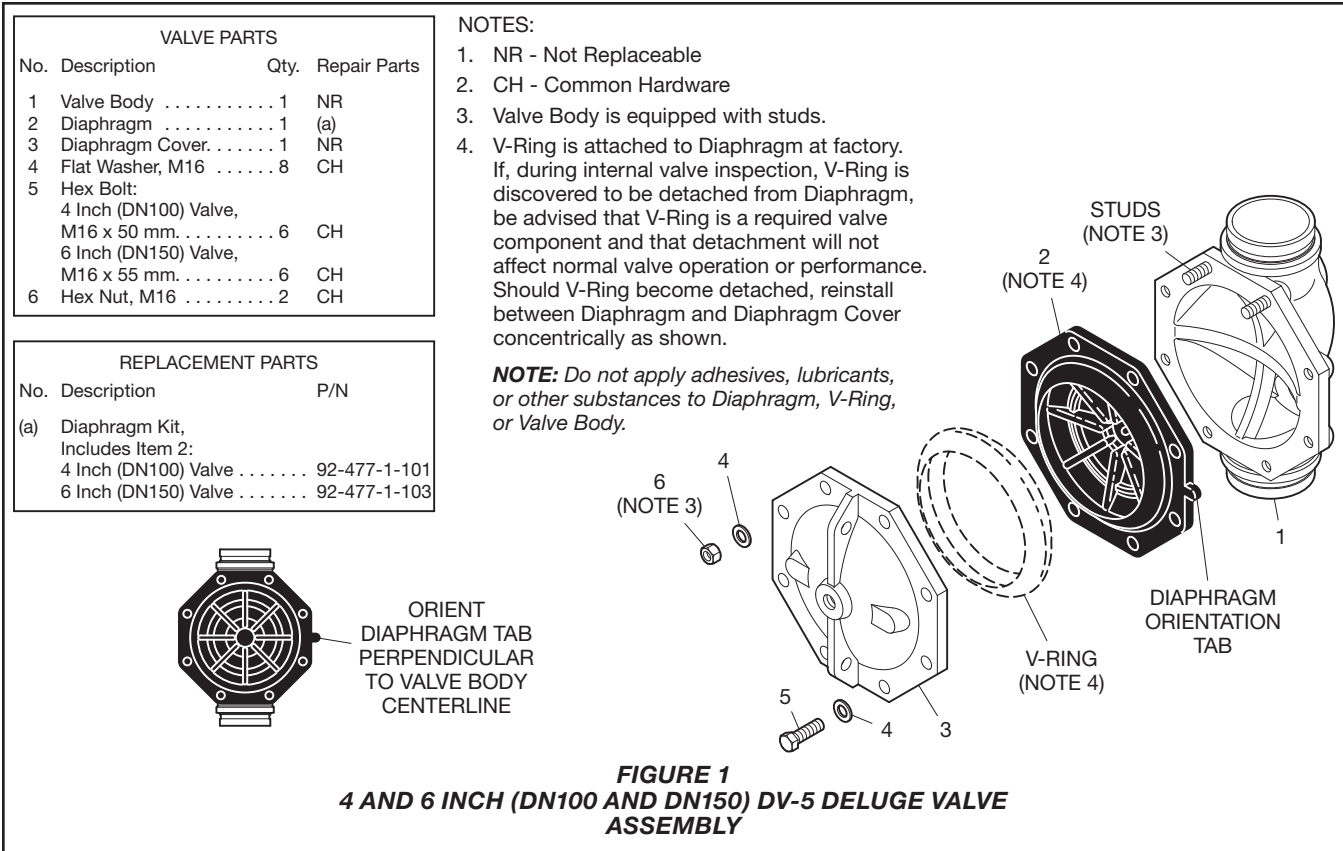 VALVE PARTS
No. Description Qty. Repair Parts
1 Valve Body . . . . . . . . . . . 1 NR
2 Diaphragm . . . . . . . . . . . 1 (a)
3 Diaphragm Cover. . . . . . . 1 NR
4 Flat Washer, M16 . . . . . . 8 CH
5 Hex Bolt:
4 Inch (DN100) Valve,
M16 x 50 mm. . . . . . . . . . 6 CH
6 Inch (DN150) Valve,
M16 x 55 mm. . . . . . . . . . 6 CH
6 Hex Nut, M16 . . . . . . . . . 2 CH
REPLACEMENT PARTS
No. Description P/N
(a) Diaphragm Kit,
Includes Item 2:
4 Inch (DN100) Valve . . . . . . . 92-477-1-101
6 Inch (DN150) Valve . . . . . . . 92-477-1-103
NOTES:
1. NR - Not Replaceable
2. CH - Common Hardware
3. Valve Body is equipped with studs.
4. V-Ring is attached to Diaphragm at factory.
If, during internal valve inspection, V-Ring is
discovered to be detached from Diaphragm,
be advised that V-Ring is a required valve
component and that detachment will not
affect normal valve operation or performance.
Should V-Ring become detached, reinstall
between Diaphragm and Diaphragm Cover
concentrically as shown.
NOTE: Do not apply adhesives, lubricants,
or other substances to Diaphragm, V-Ring,
or Valve Body.
STUDS
(NOTE 3)
2
(NOTE 4)
4
6
(NOTE 3)
1
DIAPHRAGM
ORIENTATION
TAB
V-RING
(NOTE 4)
5
4
3
ORIENT
DIAPHRAGM TAB
PERPENDICULAR
TO VALVE BODY
CENTERLINE
FIGURE 1
4 AND 6 INCH (DN100 AND DN150) DV-5 DELUGE VALVE
ASSEMBLY